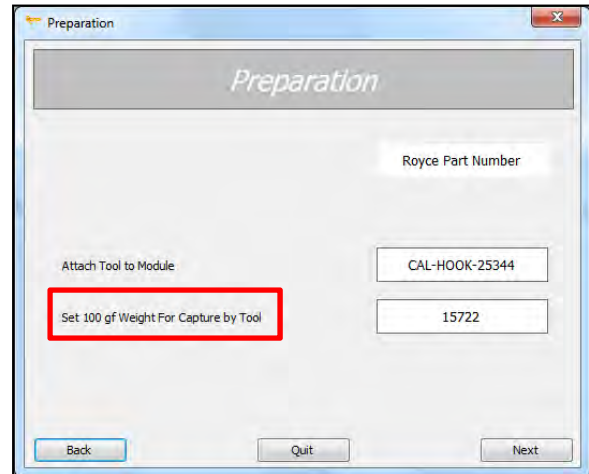 Preparation
Preparation
Royce Part Number
Attach Tool to Module CAL-HOOK-25344
Set 100 gf Weight For Capture by Tool 15722
Back Quit Next